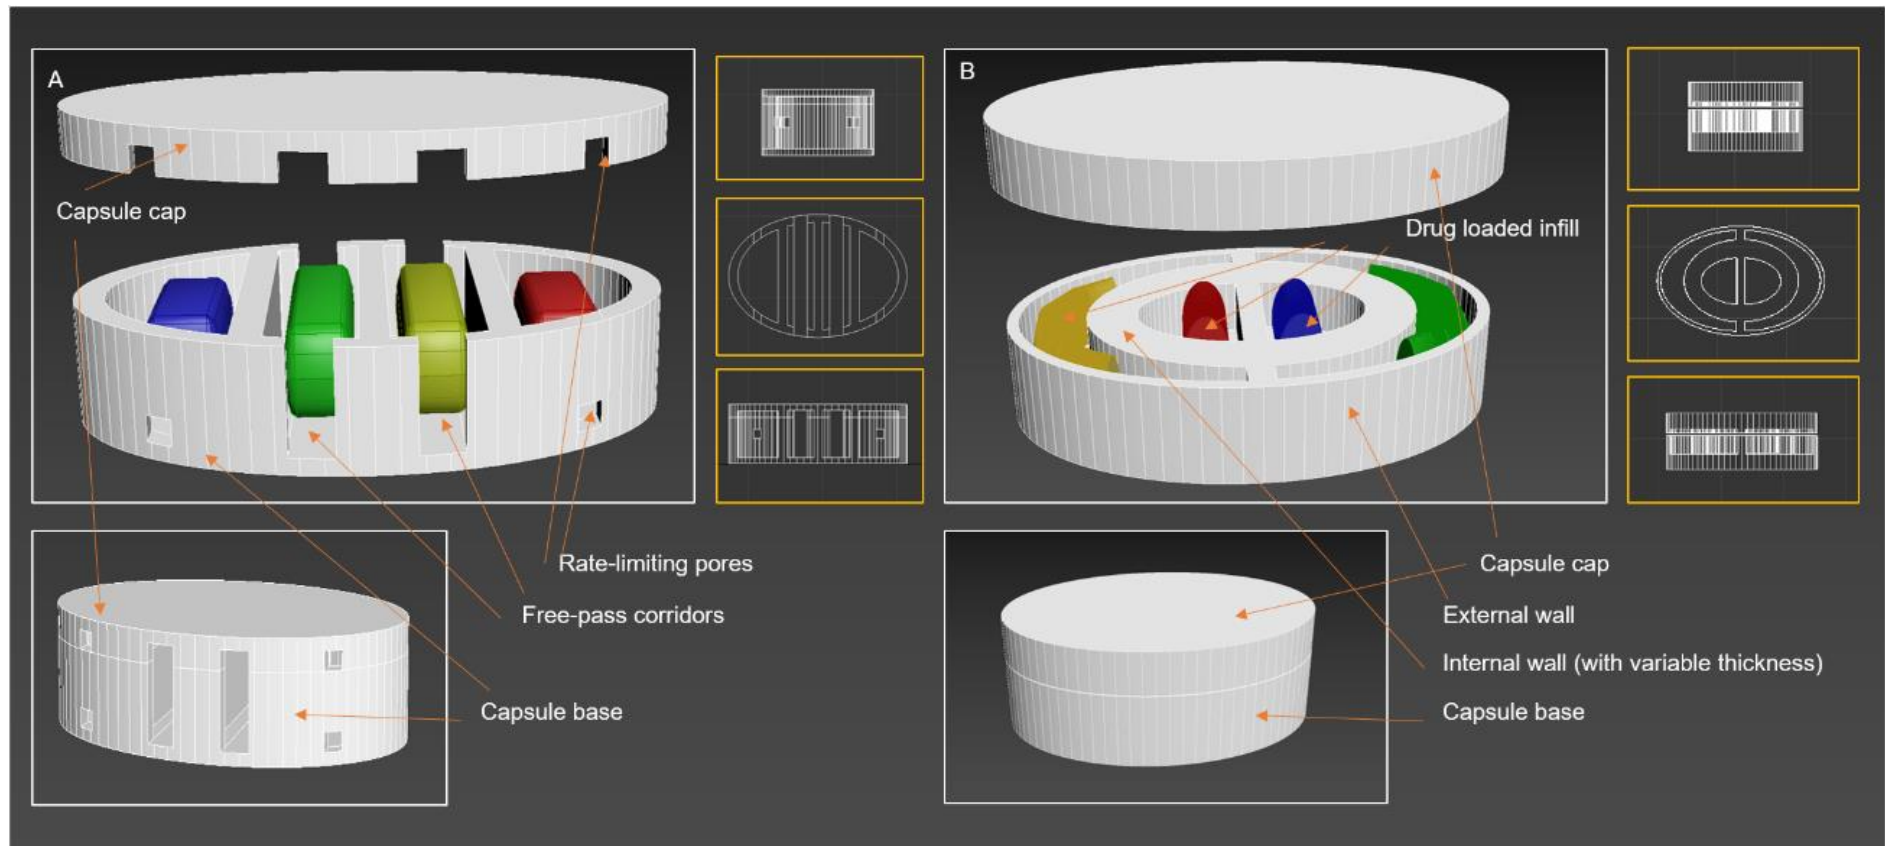 A
B
Capsule cap
Drug loaded infill
Rate-limiting pores
Free-pass corridors
Capsule base
Capsule cap
External wall
Internal wall (with variable thickness)
Capsule base